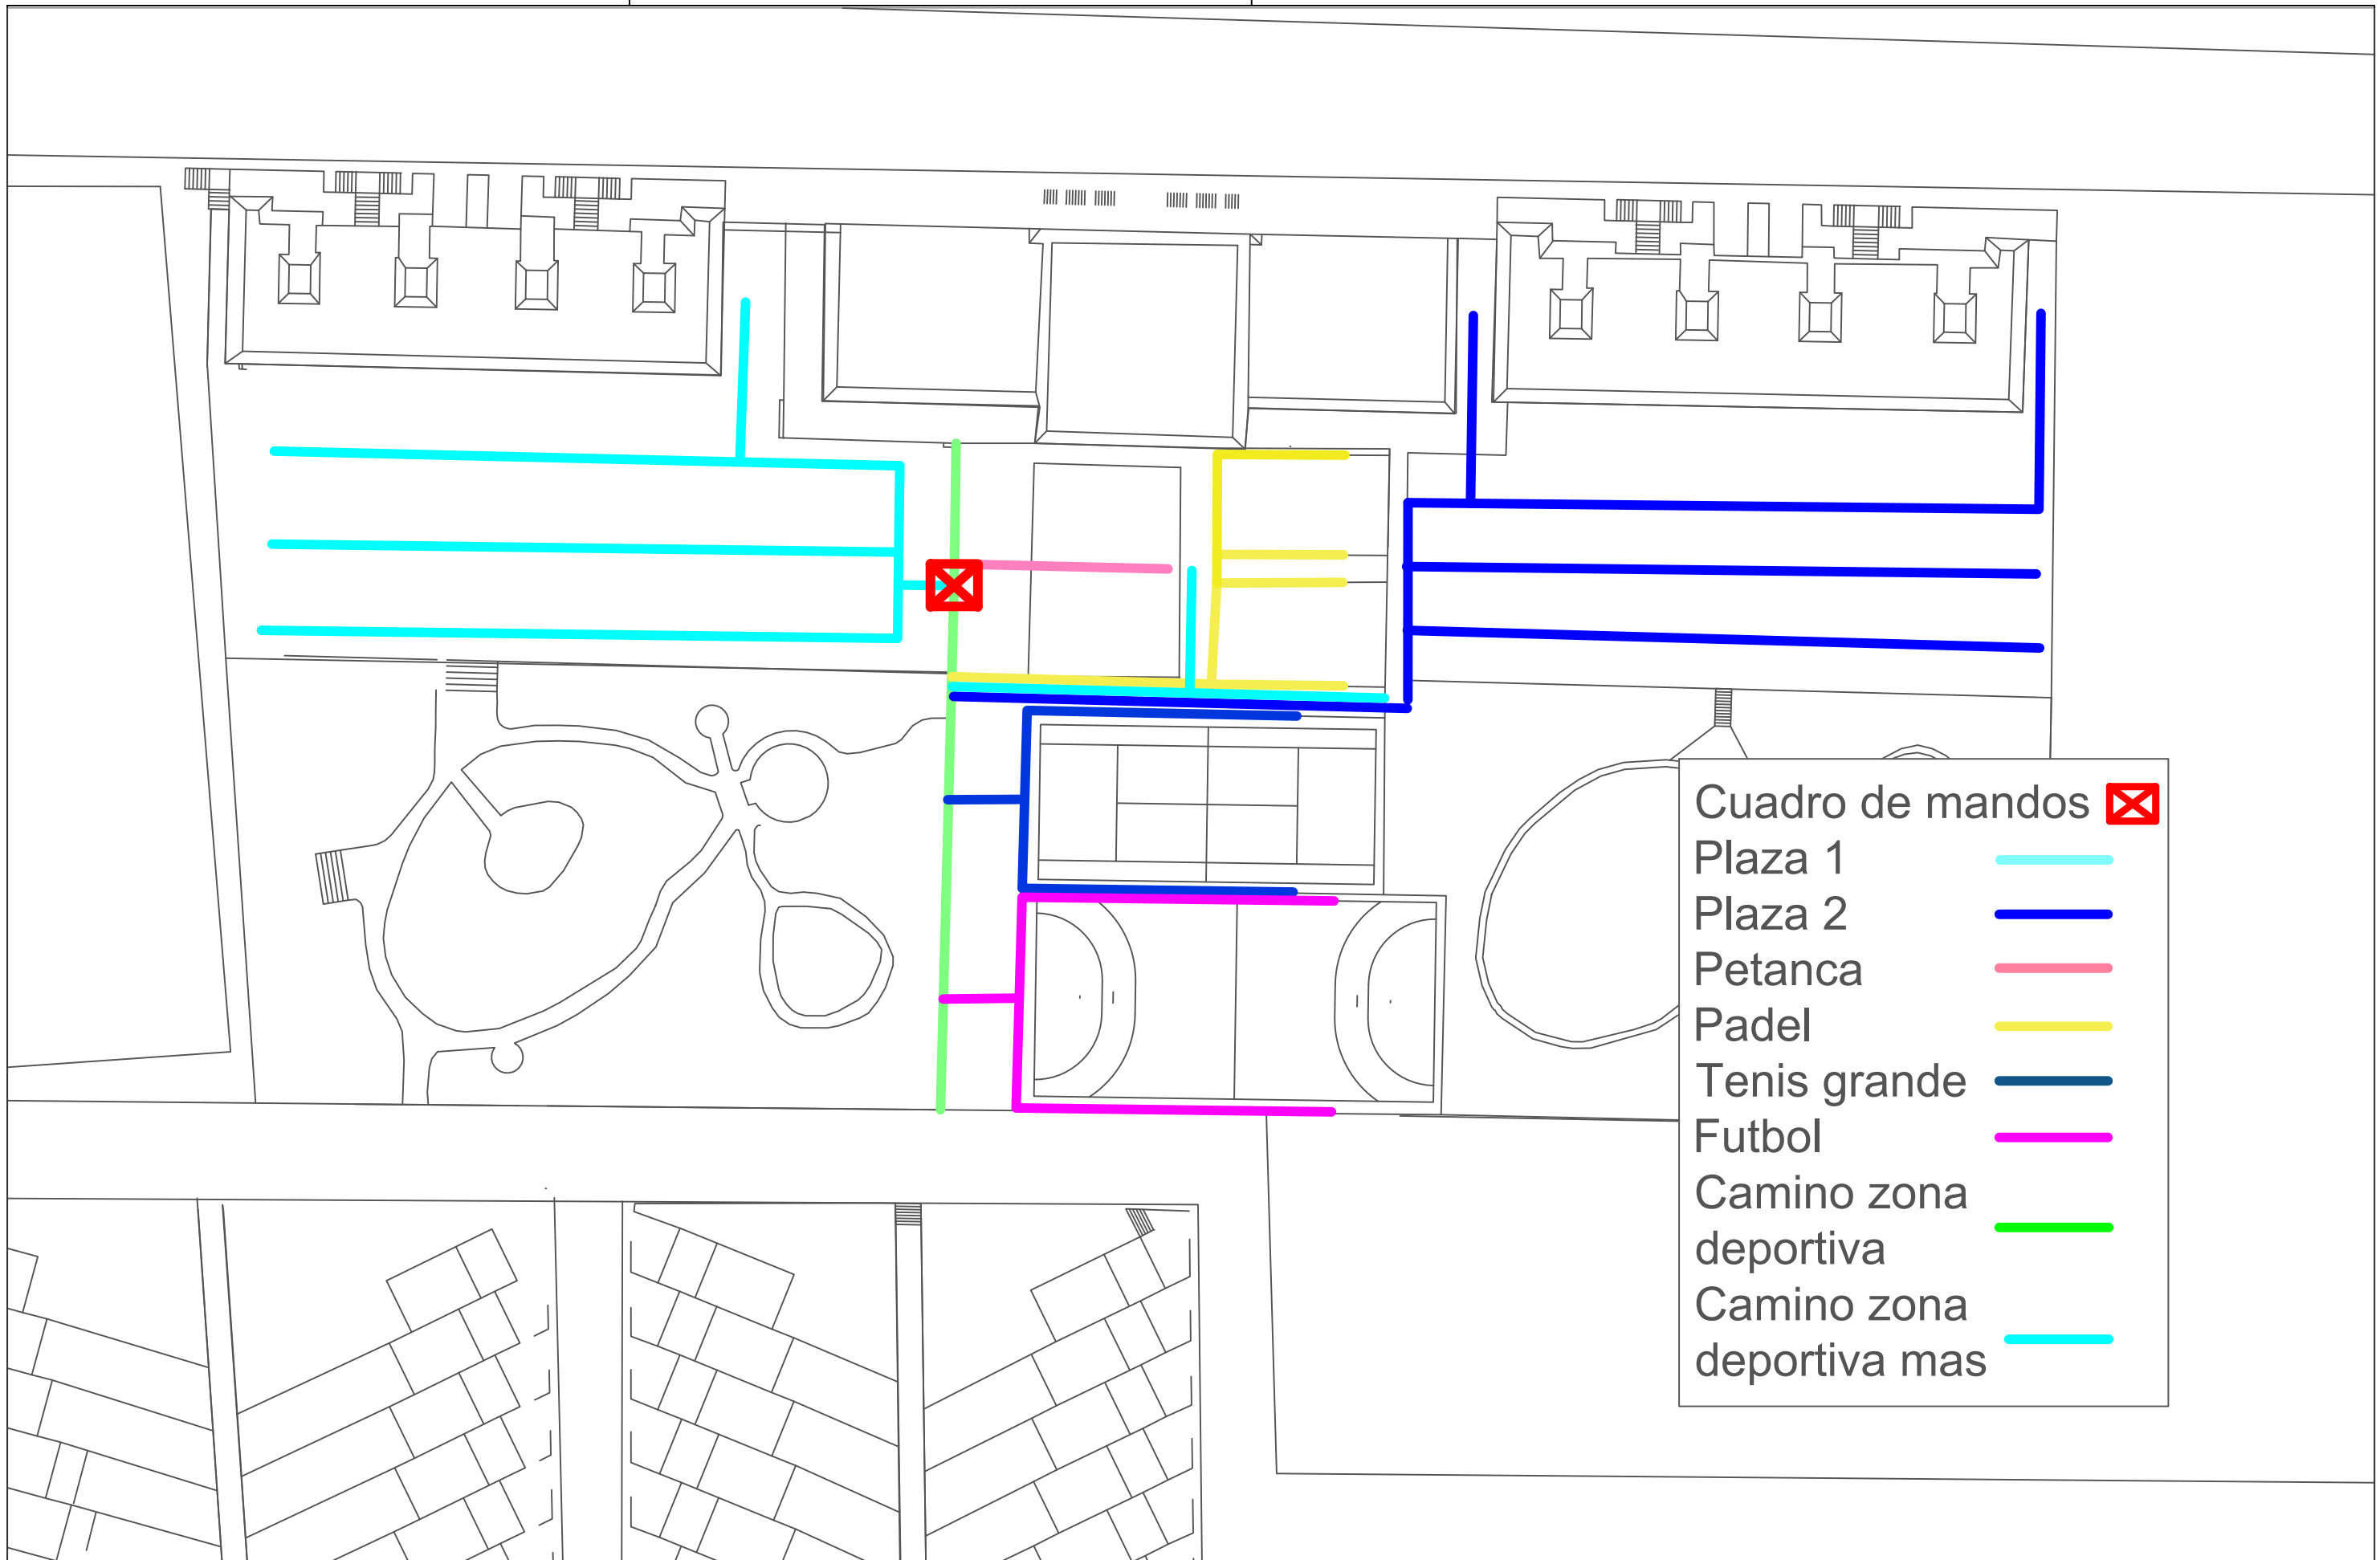 Cuadro de mandos
Plaza 1
Plaza 2
Petanca
Padel
Tenis grande
Futbol
Camino zona
deportiva
Camino zona
deportiva mas